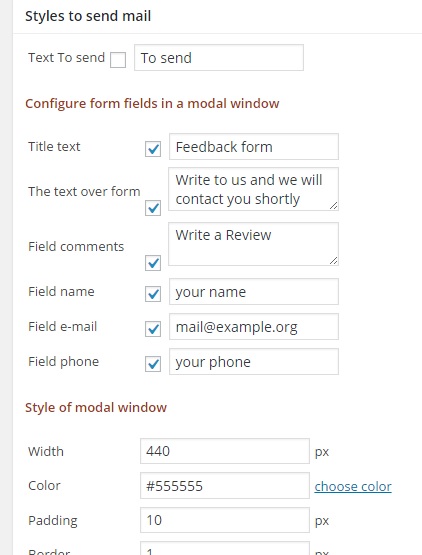 Styles to send mail
Text To send To send
Configure form fields in a modal window
Title text Feedback form
The text over form Write to us and we will
contact you shortly
Field comments Write a Review
Field name your name
Field e-mail mail@example.org
Field phone your phone
Style of modal window
Width 440 px
Color #555555 choose color
Padding 10 px
Border 1 px